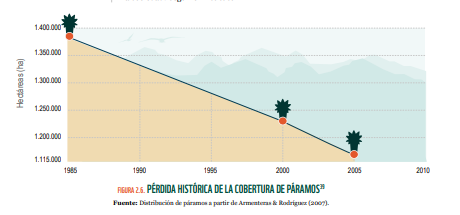 1.400.000
1.350.000
1.300.000
1.250.000
1.200.000
1.115.000
Hectáreas (ha)
1985 1990 1995 2000 2005 2010
FIGURA 2.6. PÉRDIDA HISTÓRICA DE LA COBERTURA DE PÁRAMOS
Fuente: Distribución de páramos a partir de Armenteras & Rodríguez (2007).